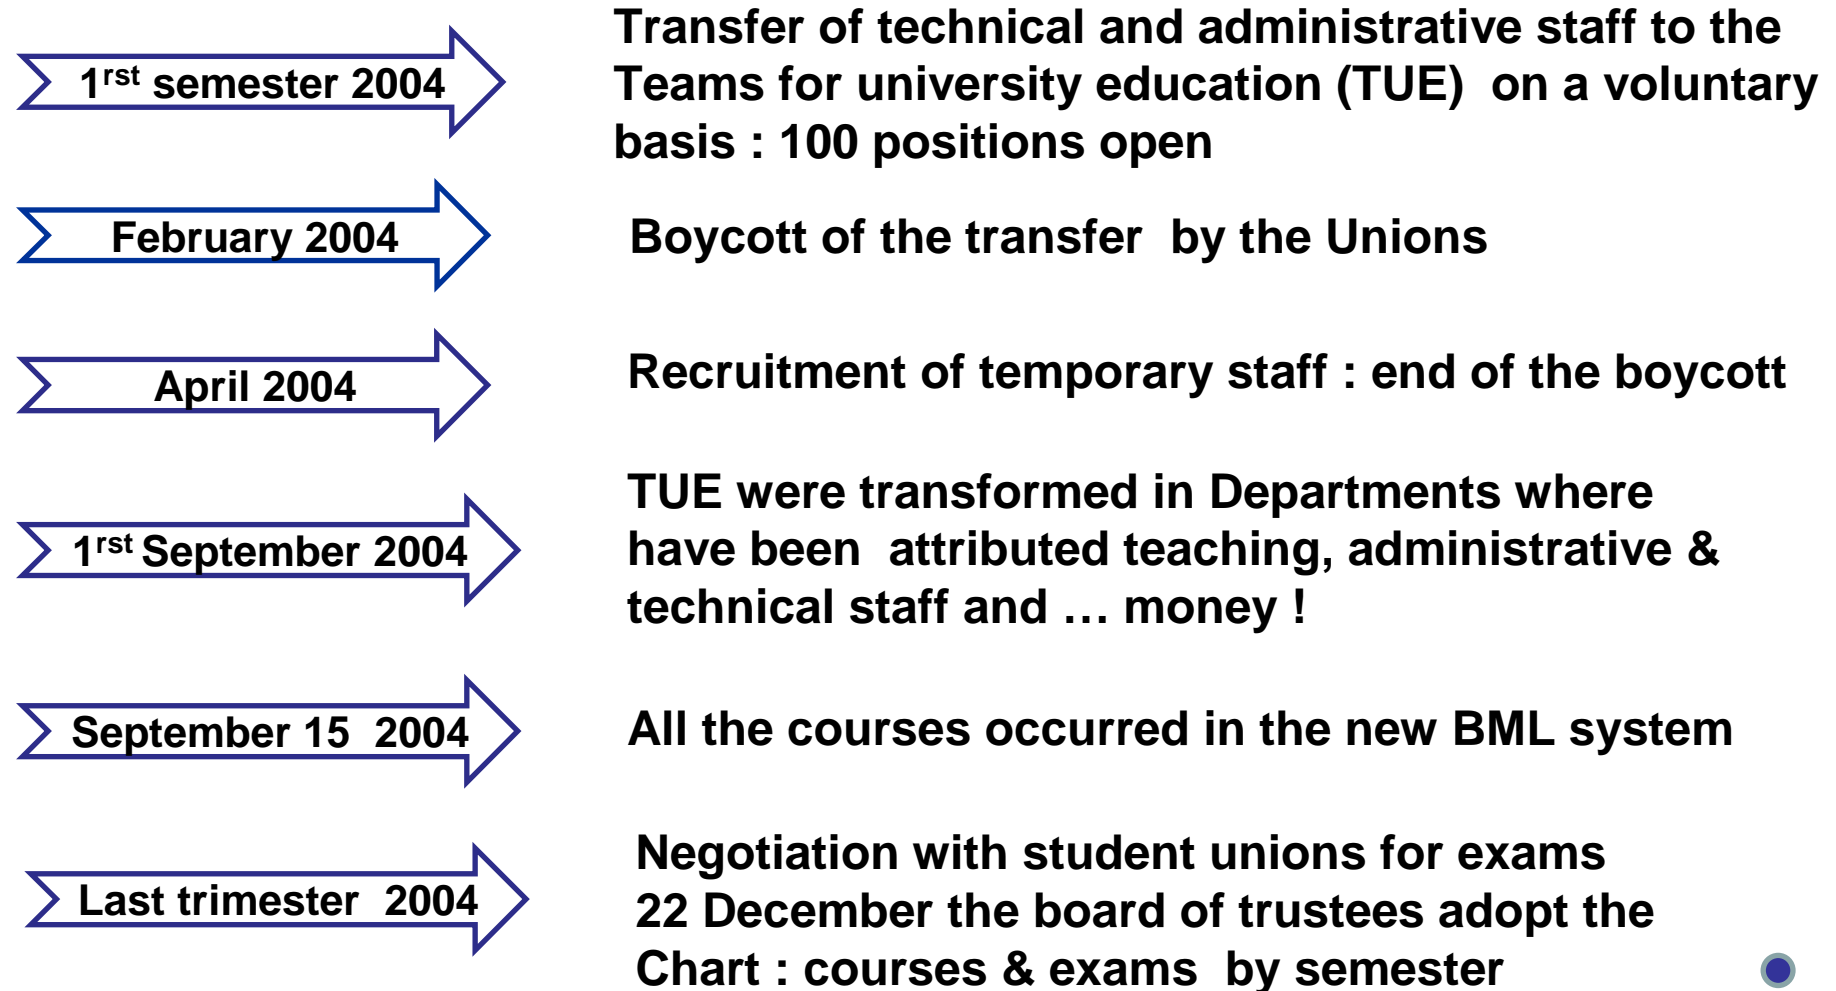 1rst semester 2004
Transfer of technical and administrative staff to the
Teams for university education (TUE) on a voluntary
basis : 100 positions open
February 2004
Boycott of the transfer by the Unions
April 2004
Recruitment of temporary staff : end of the boycott
1rst September 2004
TUE were transformed in Departments where
have been attributed teaching, administrative &
technical staff and … money !
September 15 2004
All the courses occurred in the new BML system
Last trimester 2004
Negotiation with student unions for exams
22 December the board of trustees adopt the
Chart : courses & exams by semester